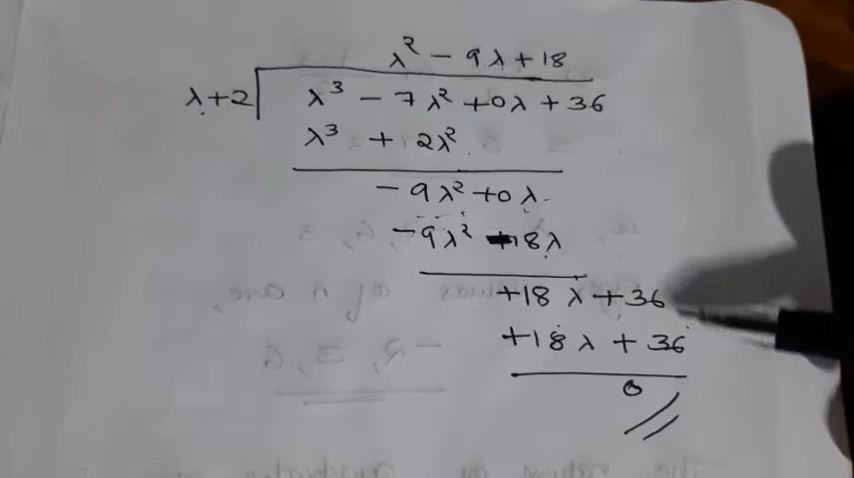 λ² - 9λ + 18
λ+2 λ³ - 7λ² +0λ + 36
λ³ + 2λ²
- 9λ² +0λ
-9λ² -18λ
+18λ + 36
+18λ + 36
0